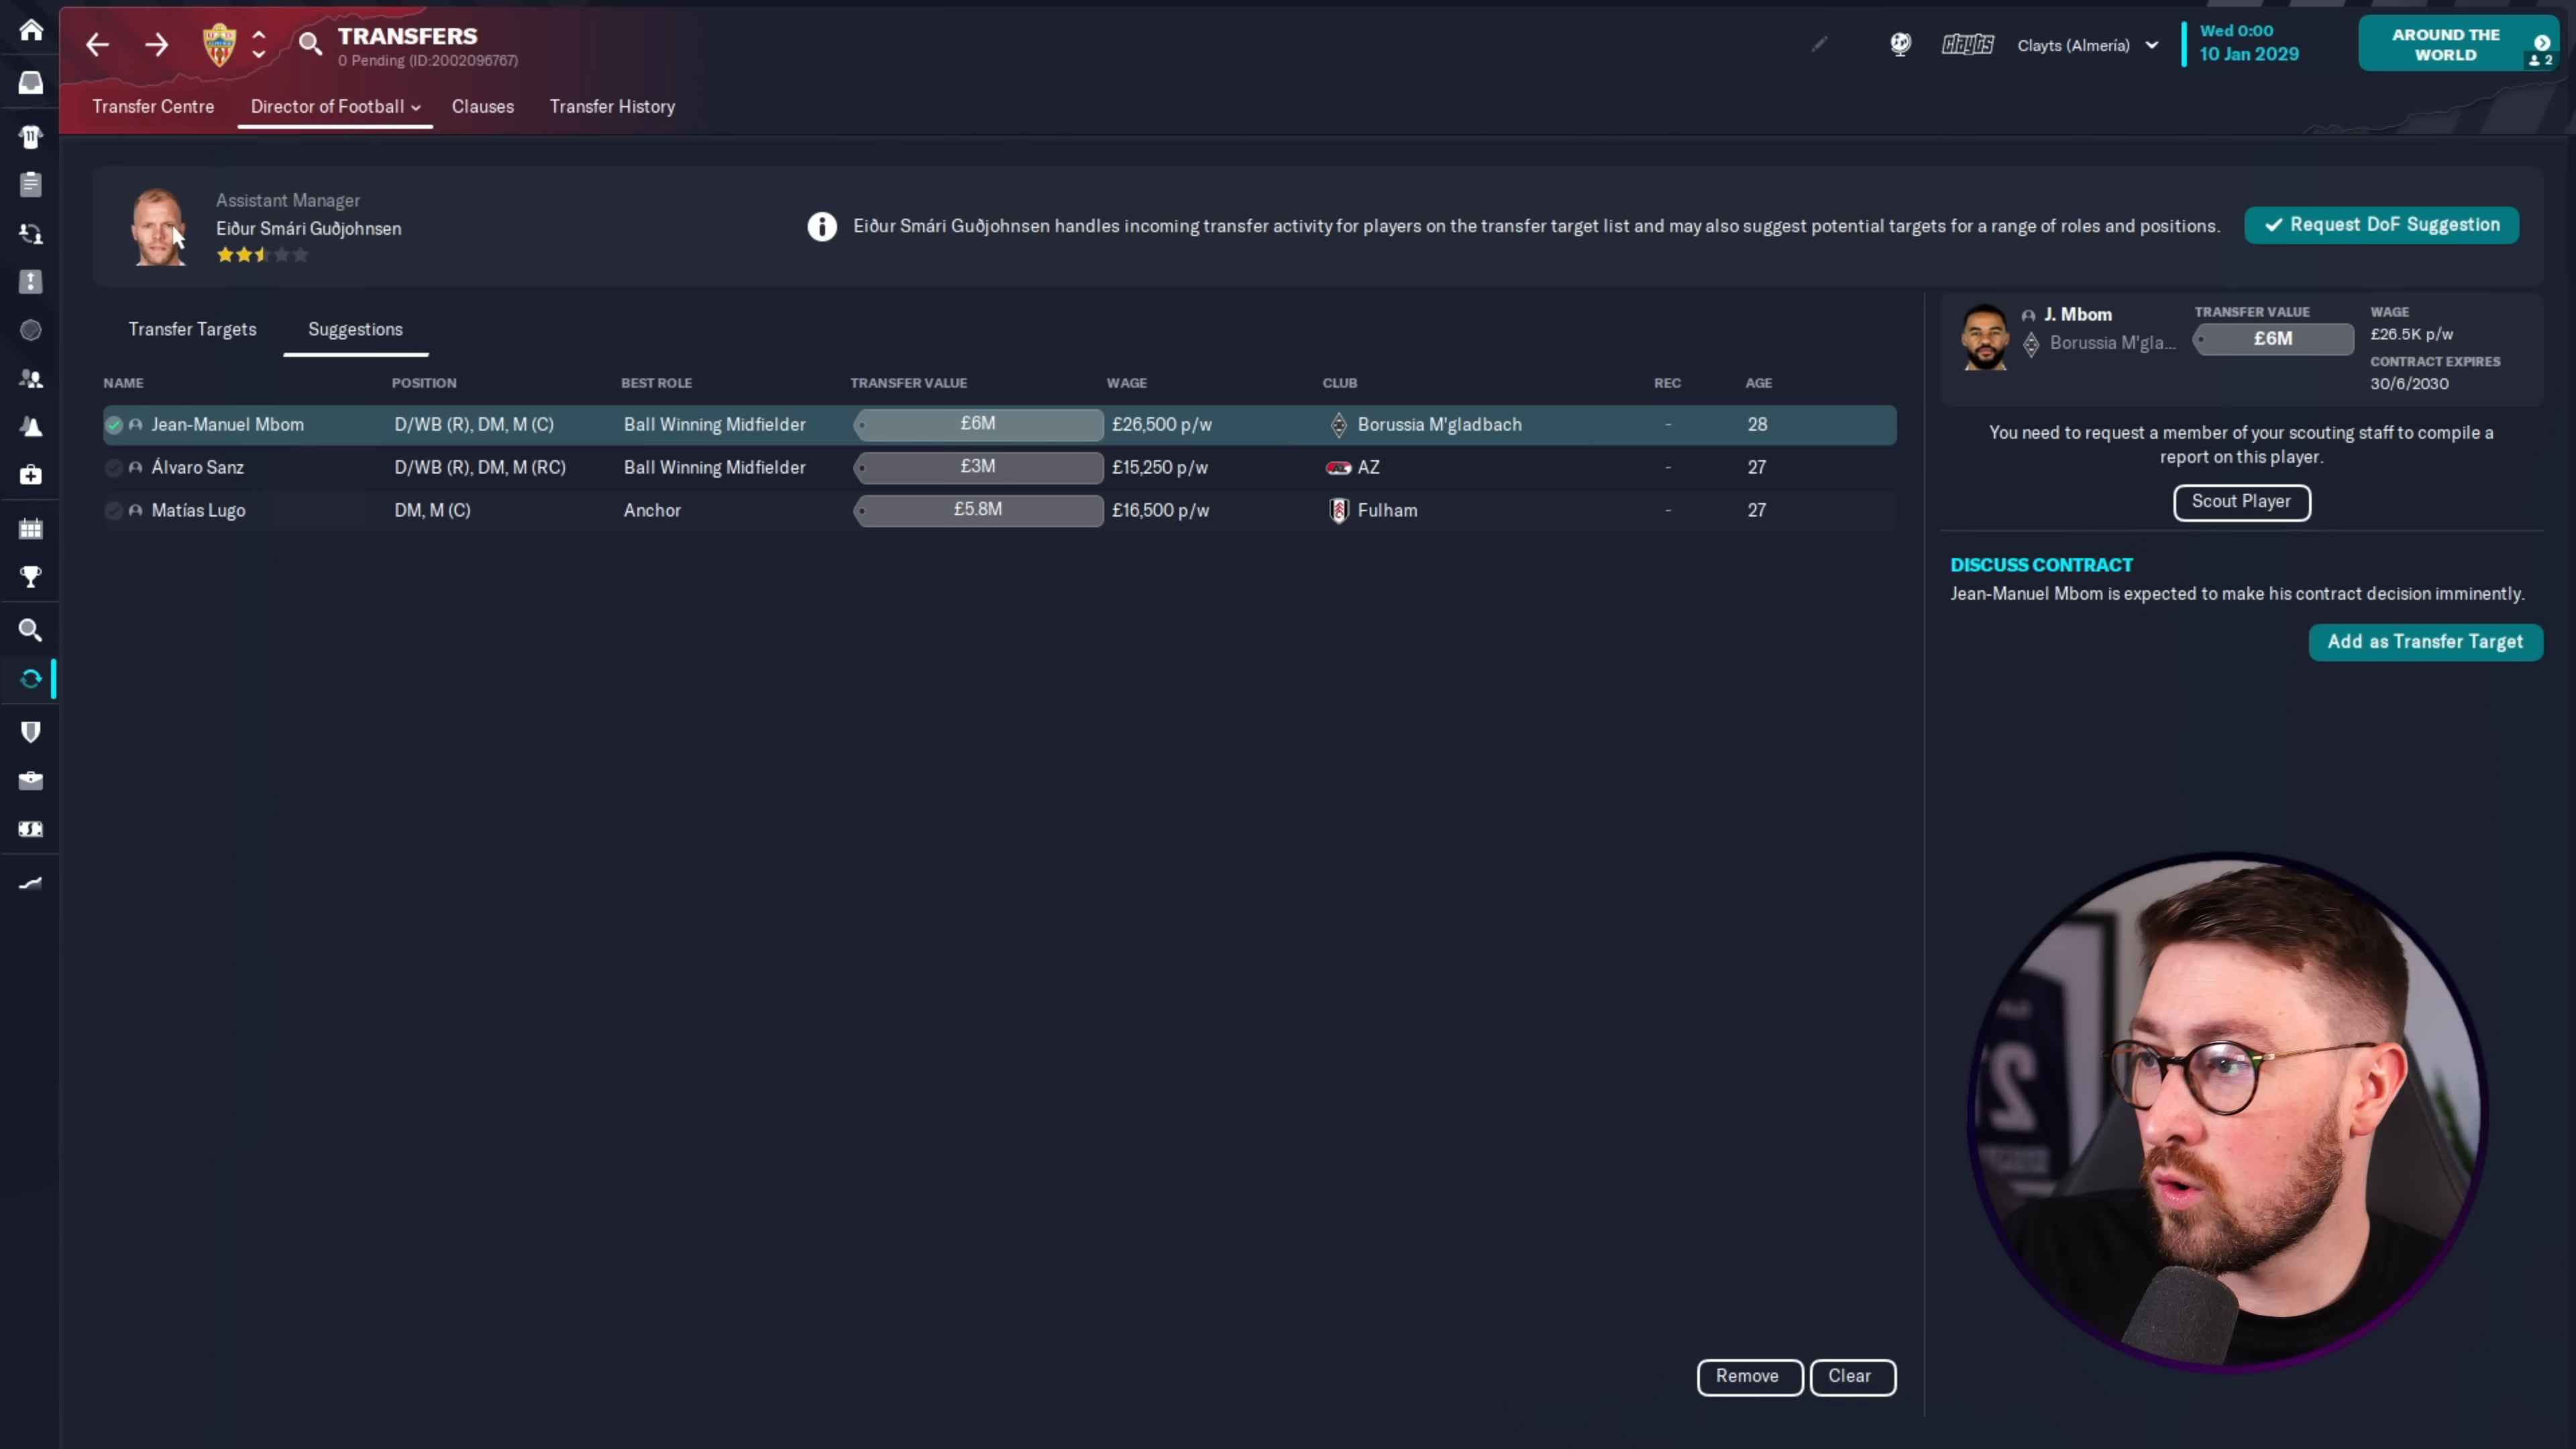 TRANSFERS
0 Pending (ID:2002096767)
clayts
Clayts (Almería)
Wed 0:00
10 Jan 2029
AROUND THE
WORLD
2
Transfer Centre
Director of Football
Clauses
Transfer History
11
Assistant Manager
Eiður Smári Guðjohnsen
Eiður Smári Guðjohnsen handles incoming transfer activity for players on the transfer target list and may also suggest potential targets for a range of roles and positions.
Request DoF Suggestion
Transfer Targets
Suggestions
NAME POSITION BEST ROLE TRANSFER VALUE WAGE CLUB REC AGE
Jean-Manuel Mbom D/WB (R), DM, M (C) Ball Winning Midfielder £6M £26,500 p/w Borussia M'gladbach - 28
Álvaro Sanz D/WB (R), DM, M (RC) Ball Winning Midfielder £3M £15,250 p/w AZ - 27
Matías Lugo DM, M (C) Anchor £5.8M £16,500 p/w Fulham - 27
J. Mbom
Borussia M'gla...
TRANSFER VALUE
£6M
WAGE
£26.5K p/w
CONTRACT EXPIRES
30/6/2030
You need to request a member of your scouting staff to compile a
report on this player.
Scout Player
DISCUSS CONTRACT
Jean-Manuel Mbom is expected to make his contract decision imminently.
Add as Transfer Target
Remove
Clear